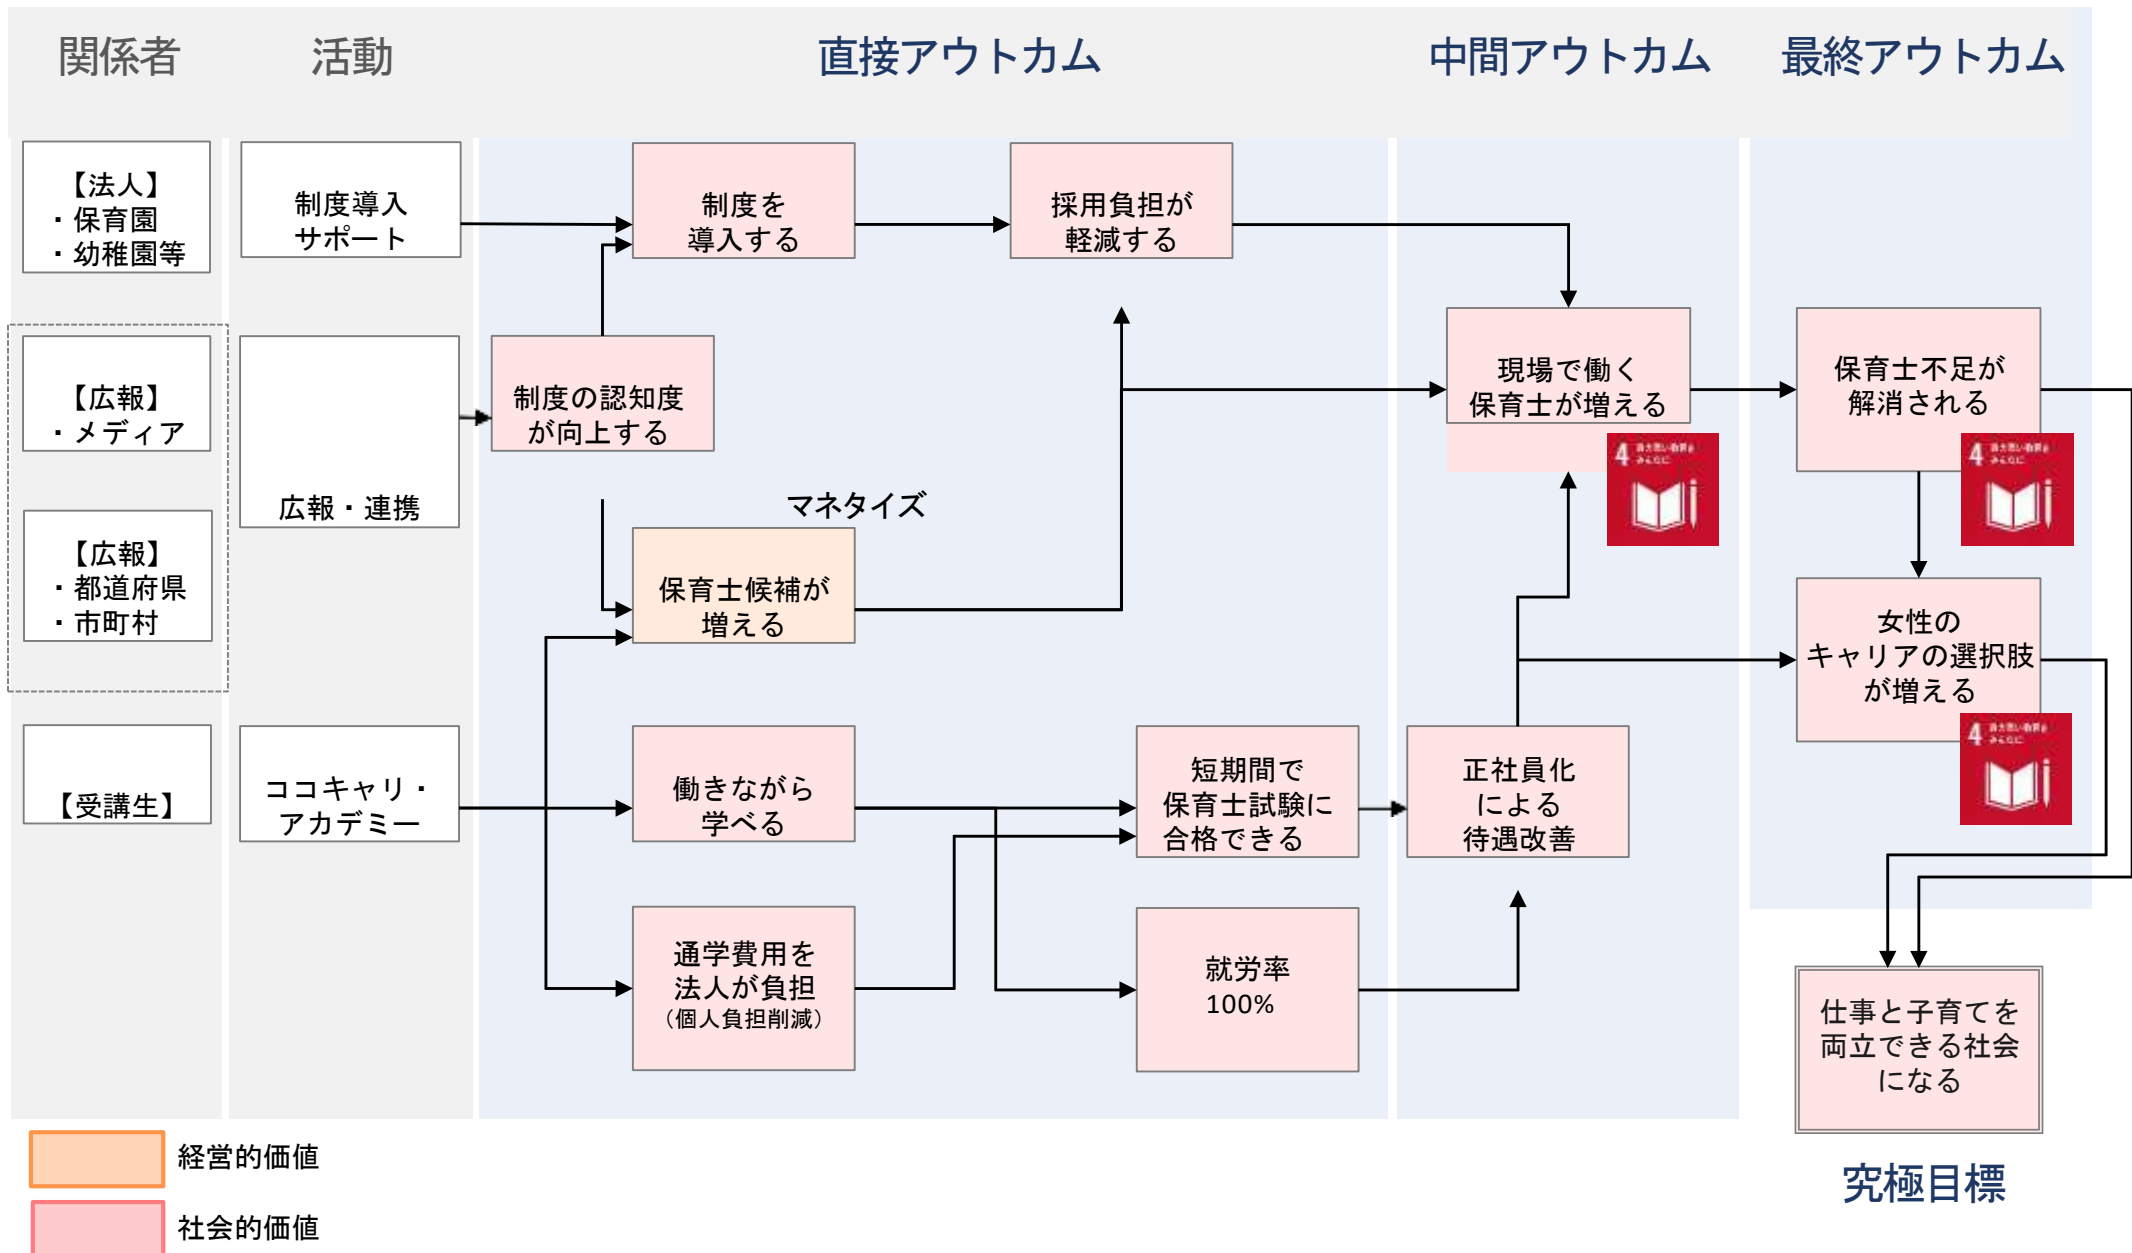 関係者
活動
直接アウトカム
中間アウトカム
最終アウトカム
【法人】
・保育園
・幼稚園等
制度導入
サポート
制度を
導入する
採用負担が
軽減する
【広報】
・メディア
広報・連携
制度の認知度
が向上する
現場で働く
保育士が増える
4
保育士不足が
解消される
4
【広報】
・都道府県
・市町村
マネタイズ
保育士候補が
増える
女性の
キャリアの選択肢
が増える
4
【受講生】
ココキャリ・
アカデミー
働きながら
学べる
短期間で
保育士試験に
合格できる
正社員化
による
待遇改善
通学費用を
法人が負担
（個人負担削減）
就労率
100%
仕事と子育てを
両立できる社会
になる
究極目標
経営的価値
社会的価値